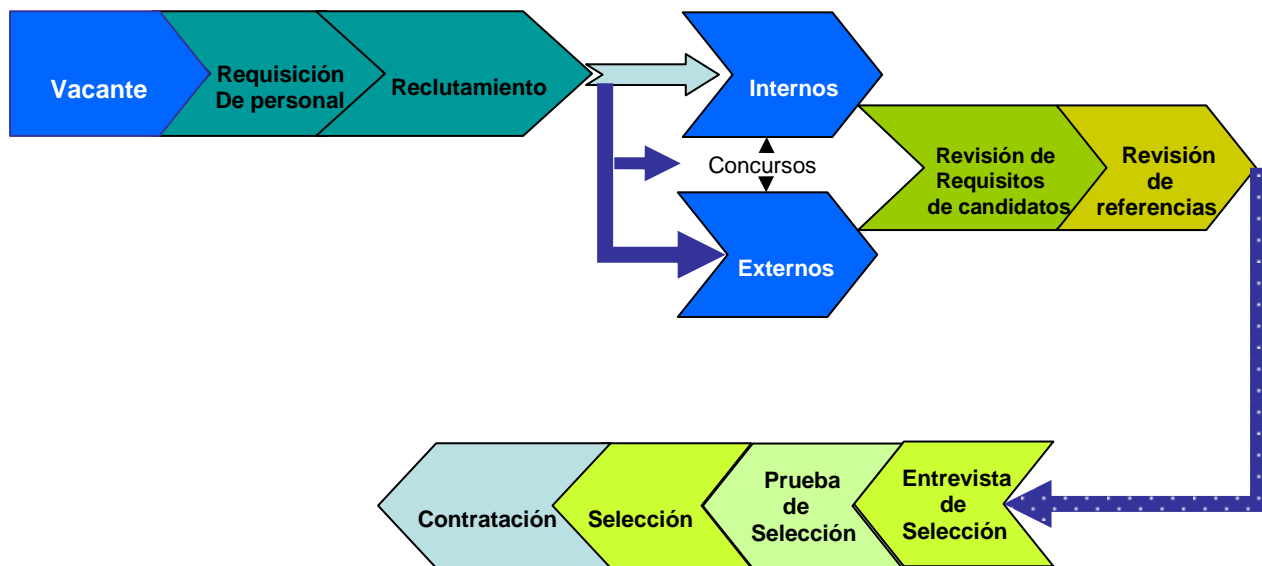 Vacante
Requisición
De personal
Reclutamiento
Internos
Concursos
Externos
Revisión de
Requisitos
de candidatos
Revisión
de
referencias
Entrevista
de
Selección
Prueba
de
Selección
Selección
Contratación